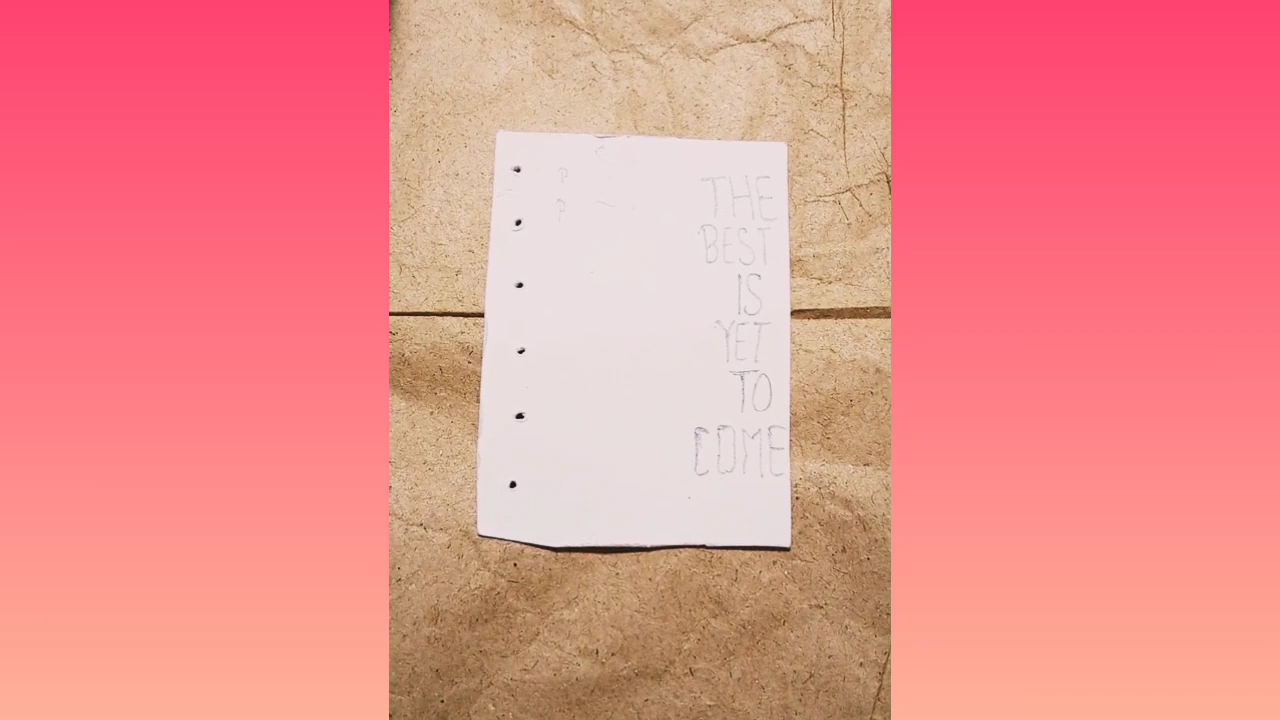 THE
BEST
IS
YET
TO
COME